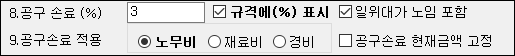 8.공구 손료 (%) 3 규격에(%) 표시 일위대가 노임 포함
9.공구손료 적용 노무비 재료비 경비 공구손료 현재금액 고정